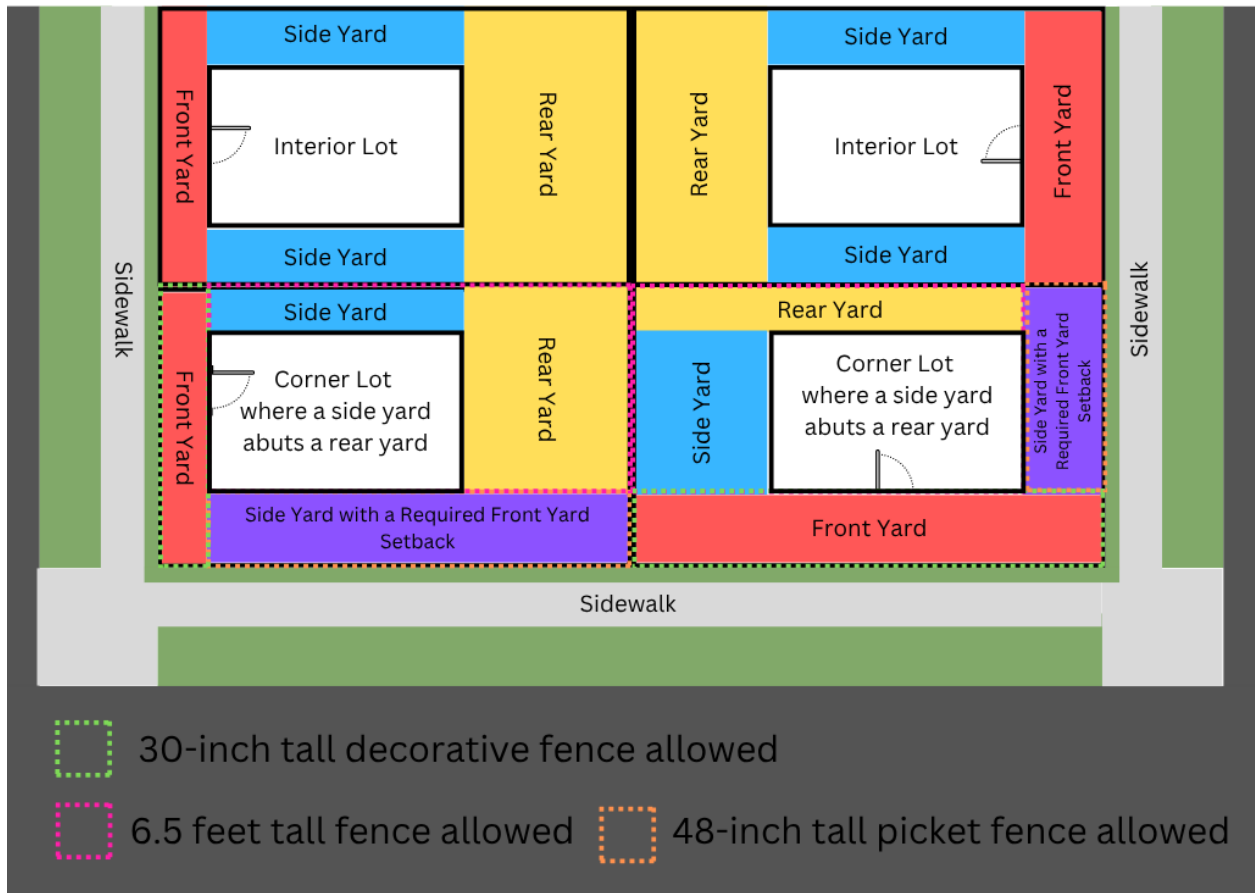 Side Yard
Side Yard
Front Yard
Interior Lot
Rear Yard
Rear Yard
Interior Lot
Front Yard
Side Yard
Side Yard
Sidewalk
Sidewalk
Side Yard
Rear Yard
Front Yard
Corner Lot
where a side yard
abuts a rear yard
Rear Yard
Side Yard
Corner Lot
where a side yard
abuts a rear yard
Side Yard with a
Required Front Yard
Setback
Side Yard with a Required Front Yard
Setback
Front Yard
Sidewalk
30-inch tall decorative fence allowed
6.5 feet tall fence allowed
48-inch tall picket fence allowed